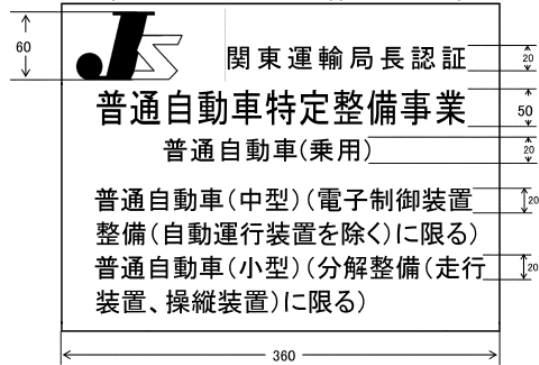 60
JS
関東運輸局長認証
20
普通自動車特定整備事業
50
普通自動車(乗用)
20
普通自動車(中型)(電子制御装置
20
整備(自動運行装置を除く)に限る)
普通自動車(小型)(分解整備(走行
20
装置、操縦装置)に限る)
360